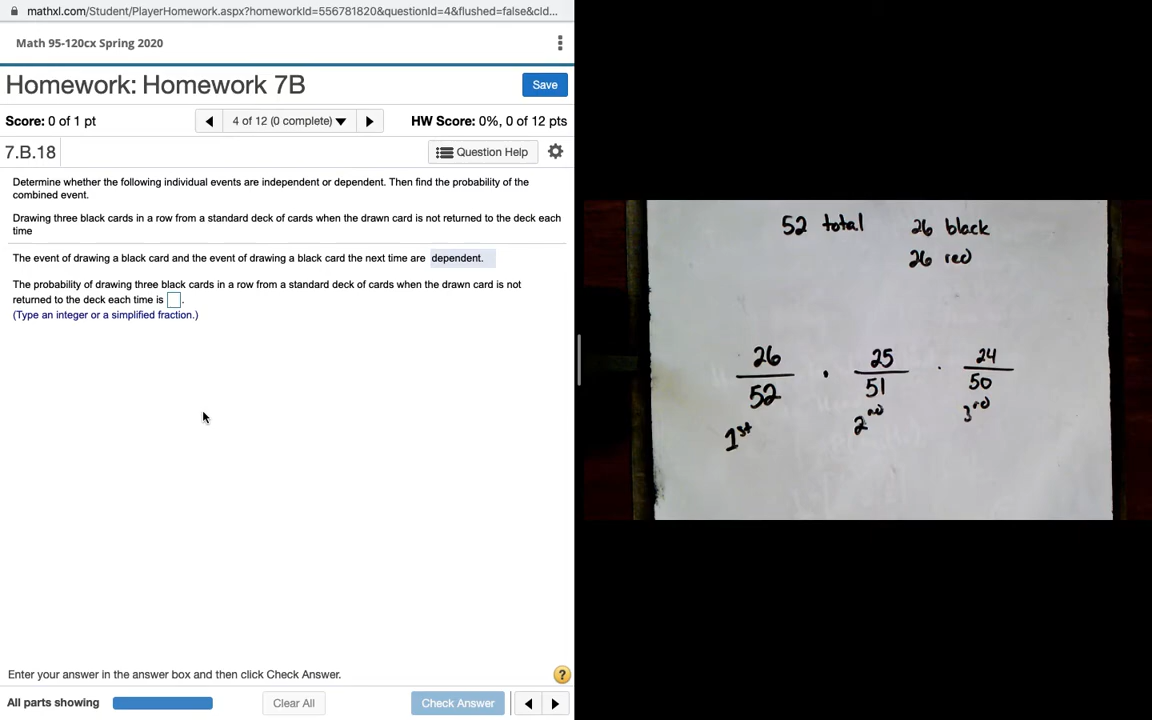 mathxl.com/Student/PlayerHomework.aspx?homeworkId=556781820&questionId=4&flushed=false&cld...
Math 95-120cx Spring 2020
Homework: Homework 7B
Save
Score: 0 of 1 pt
4 of 12 (0 complete)
HW Score: 0%, 0 of 12 pts
7.B.18
Question Help
Determine whether the following individual events are independent or dependent. Then find the probability of the
combined event.
Drawing three black cards in a row from a standard deck of cards when the drawn card is not returned to the deck each
time
The event of drawing a black card and the event of drawing a black card the next time are dependent.
The probability of drawing three black cards in a row from a standard deck of cards when the drawn card is not
returned to the deck each time is .
(Type an integer or a simplified fraction.)
Enter your answer in the answer box and then click Check Answer.
?
All parts showing
Clear All
Check Answer
52 total 26 black
26 red
26 25 24
52 · 51 · 50
1st 2nd 3rd